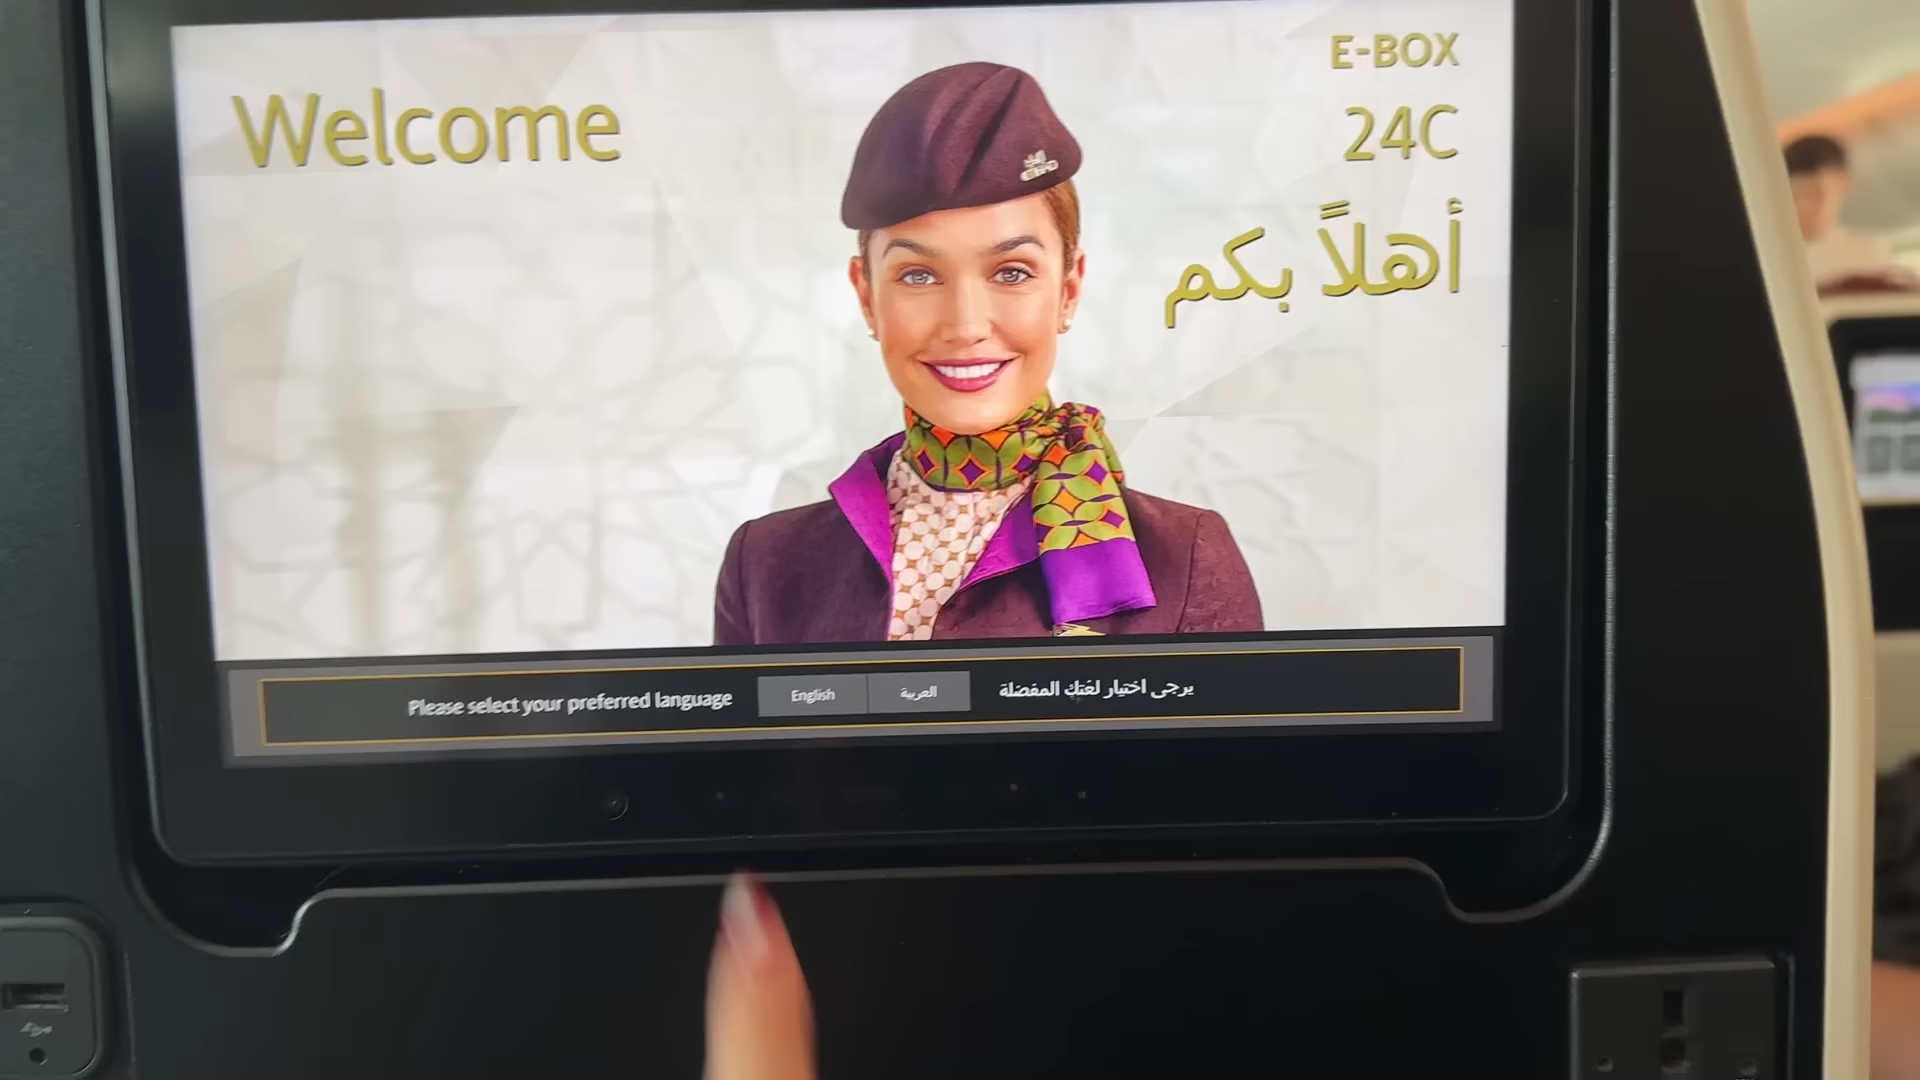 E-BOX
Welcome
24C
أهلاً بكم
Please select your preferred language
English
العربية
يرجى اختيار لغتك المفضلة